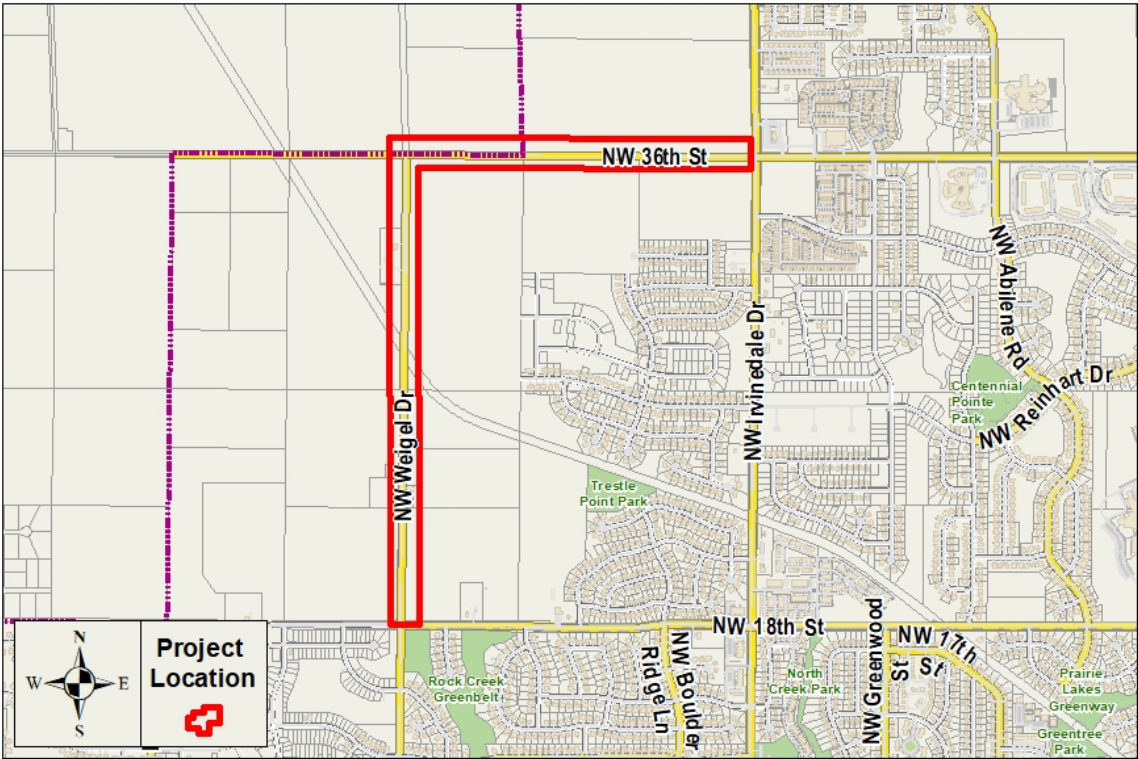 NW 36th St
NW Abilene Rd
NW Irvinedale Dr
Centennial
Pointe
Park
NW Reinhart Dr
NW Weigel Dr
Trestle
Point Park
NW 18th St
NW Greenwood
St
NW 17th
St
NW Boulder
Ridge Ln
Rock Creek
Greenbelt
North
Creek Park
Prairie
Lakes
Greenway
Greentree
Park
N
W
E
S
Project
Location